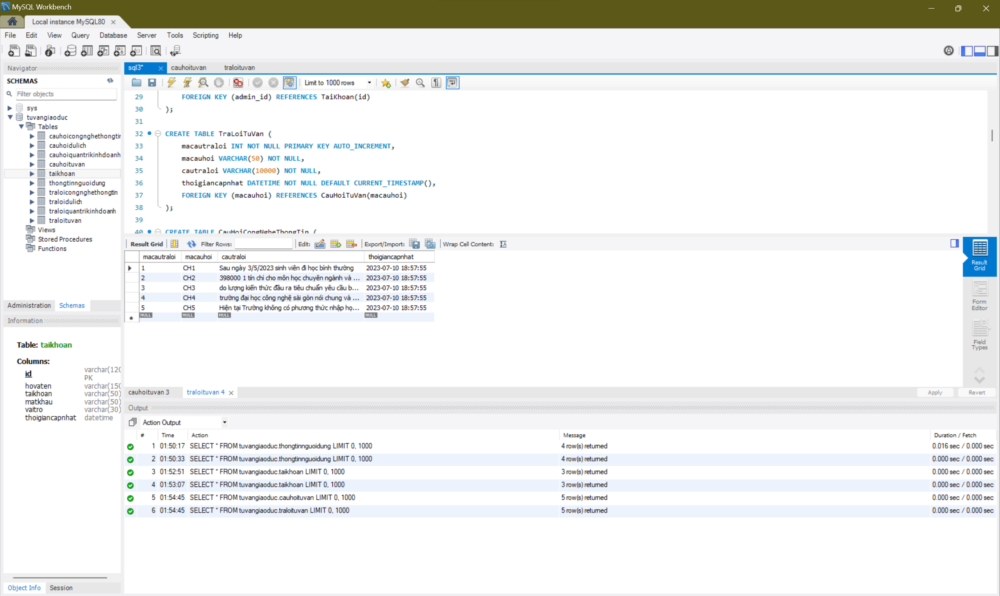 MySQL Workbench
Local instance MySQL80
File Edit View Query Database Server Tools Scripting Help
Navigator
SCHEMAS
Filter objects
sys
tuvangiaoduc
Tables
cauhoicongnghethongtin
cauhoidulich
cauhoiquantrikinhdoanh
cauhoituvan
taikhoan
thongtinnguoidung
traloicongnghethongtin
traloidulich
traloiquantrikinhdoanh
traloituvan
Views
Stored Procedures
Functions
Administration Schemas
Information
Table: taikhoan
Columns:
id varchar(120
PK
hovaten varchar(150
taikhoan varchar(50)
matkhau varchar(50)
vaitro varchar(30)
thoigiancapnhat datetime
Object Info Session
sql3* cauhoituvan traloituvan
Limit to 1000 rows
29 FOREIGN KEY (admin_id) REFERENCES TaiKhoan(id)
30 );
31
32 CREATE TABLE TraLoiTuVan (
33 macautraloi INT NOT NULL PRIMARY KEY AUTO_INCREMENT,
34 macauhoi VARCHAR(50) NOT NULL,
35 cautraloi VARCHAR(10000) NOT NULL,
36 thoigiancapnhat DATETIME NOT NULL DEFAULT CURRENT_TIMESTAMP(),
37 FOREIGN KEY (macauhoi) REFERENCES CauHoiTuVan(macauhoi)
38 );
39
40 CREATE TABLE CauHoiCongNgheThongTin (
Result Grid Filter Rows: Edit: Export/Import: Wrap Cell Content:
macautraloi macauhoi cautraloi thoigiancapnhat
1 CH1 Sau ngày 3/5/2023 sinh viên đi học bình thường 2023-07-10 18:57:55
2 CH2 398000 1 tín chỉ cho môn học chuyên ngành và ... 2023-07-10 18:57:55
3 CH3 do lượng kiến thức đầu ra tiêu chuẩn yêu cầu b... 2023-07-10 18:57:55
4 CH4 trường đại học công nghệ sài gòn nói chung và ... 2023-07-10 18:57:55
5 CH5 Hiện tại Trường không có phương thức nhập họ... 2023-07-10 18:57:55
NULL NULL NULL NULL
Result Grid
Form Editor
Field Types
cauhoituvan 3 traloituvan 4 Apply Revert
Output
Action Output
# Time Action Message Duration / Fetch
1 01:50:17 SELECT * FROM tuvangiaoduc.thongtinnguoidung LIMIT 0, 1000 4 row(s) returned 0.016 sec / 0.000 sec
2 01:50:33 SELECT * FROM tuvangiaoduc.thongtinnguoidung LIMIT 0, 1000 4 row(s) returned 0.000 sec / 0.000 sec
3 01:52:51 SELECT * FROM tuvangiaoduc.taikhoan LIMIT 0, 1000 3 row(s) returned 0.000 sec / 0.000 sec
4 01:53:07 SELECT * FROM tuvangiaoduc.taikhoan LIMIT 0, 1000 3 row(s) returned 0.000 sec / 0.000 sec
5 01:54:45 SELECT * FROM tuvangiaoduc.cauhoituvan LIMIT 0, 1000 5 row(s) returned 0.000 sec / 0.000 sec
6 01:54:45 SELECT * FROM tuvangiaoduc.traloituvan LIMIT 0, 1000 5 row(s) returned 0.000 sec / 0.000 sec